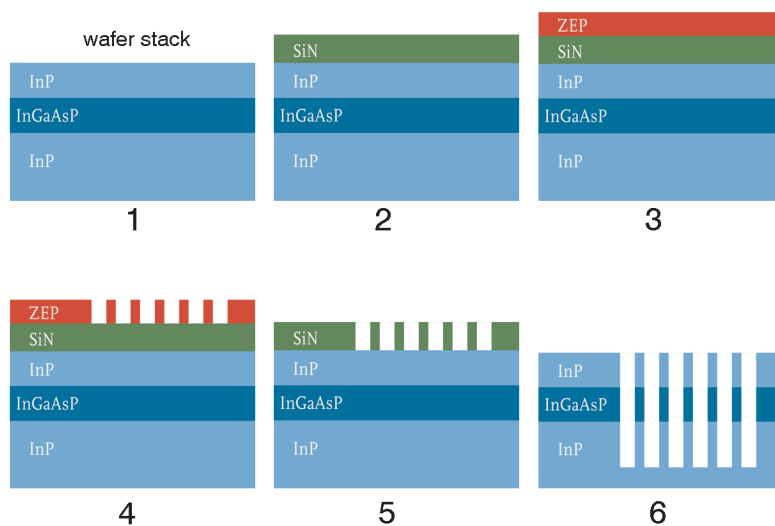 wafer stack
InP
InGaAsP
InP
1
SiN
InP
InGaAsP
InP
2
ZEP
SiN
InP
InGaAsP
InP
3
ZEP
SiN
InP
InGaAsP
InP
4
SiN
InP
InGaAsP
InP
5
InP
InGaAsP
InP
6